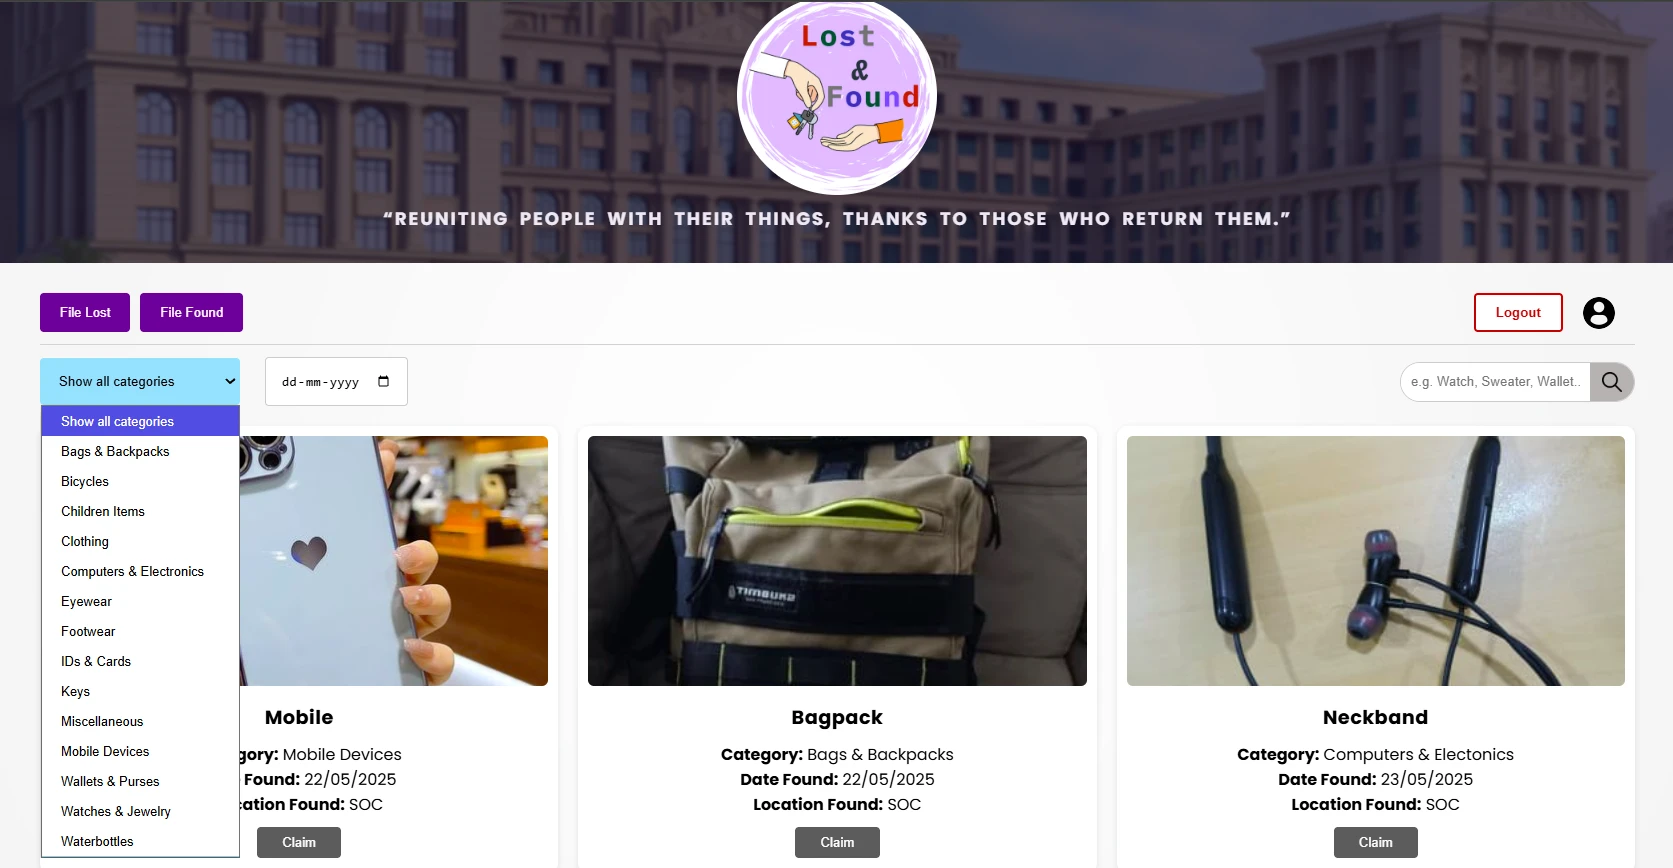 Lost
&
Found
“REUNITING PEOPLE WITH THEIR THINGS, THANKS TO THOSE WHO RETURN THEM.”
File Lost
File Found
Logout
Show all categories
dd-mm-yyyy
e.g. Watch, Sweater, Wallet..
Show all categories
Bags & Backpacks
Bicycles
Children Items
Clothing
Computers & Electronics
Eyewear
Footwear
IDs & Cards
Keys
Miscellaneous
Mobile Devices
Wallets & Purses
Watches & Jewelry
Waterbottles
Mobile
gory: Mobile Devices
Found: 22/05/2025
cation Found: SOC
Claim
TIMBUK2
Bagpack
Category: Bags & Backpacks
Date Found: 22/05/2025
Location Found: SOC
Claim
Neckband
Category: Computers & Electonics
Date Found: 23/05/2025
Location Found: SOC
Claim